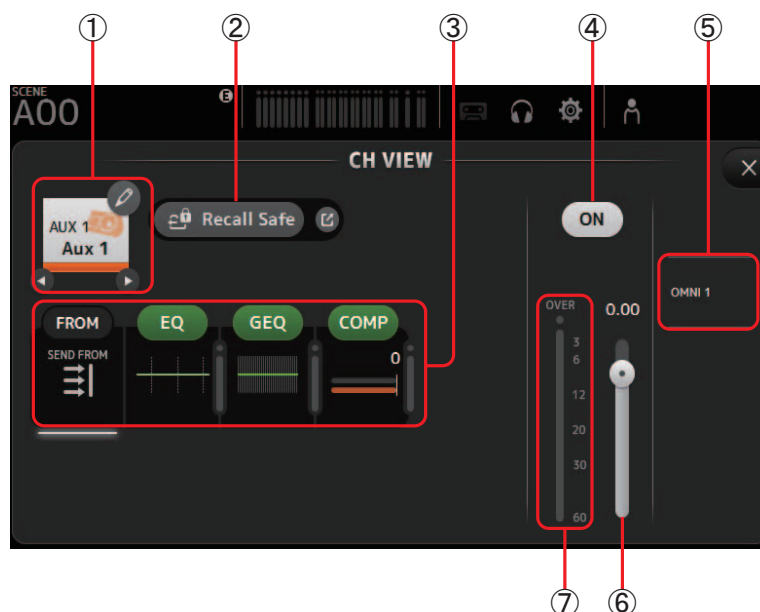 ① ② ③ ④ ⑤
SCENE
A00
E
CH VIEW
AUX 1
Aux 1
Recall Safe
ON
OMNI 1
FROM EQ GEQ COMP
SEND FROM
0
OVER
0.00
3
6
12
20
30
60
⑦ ⑥